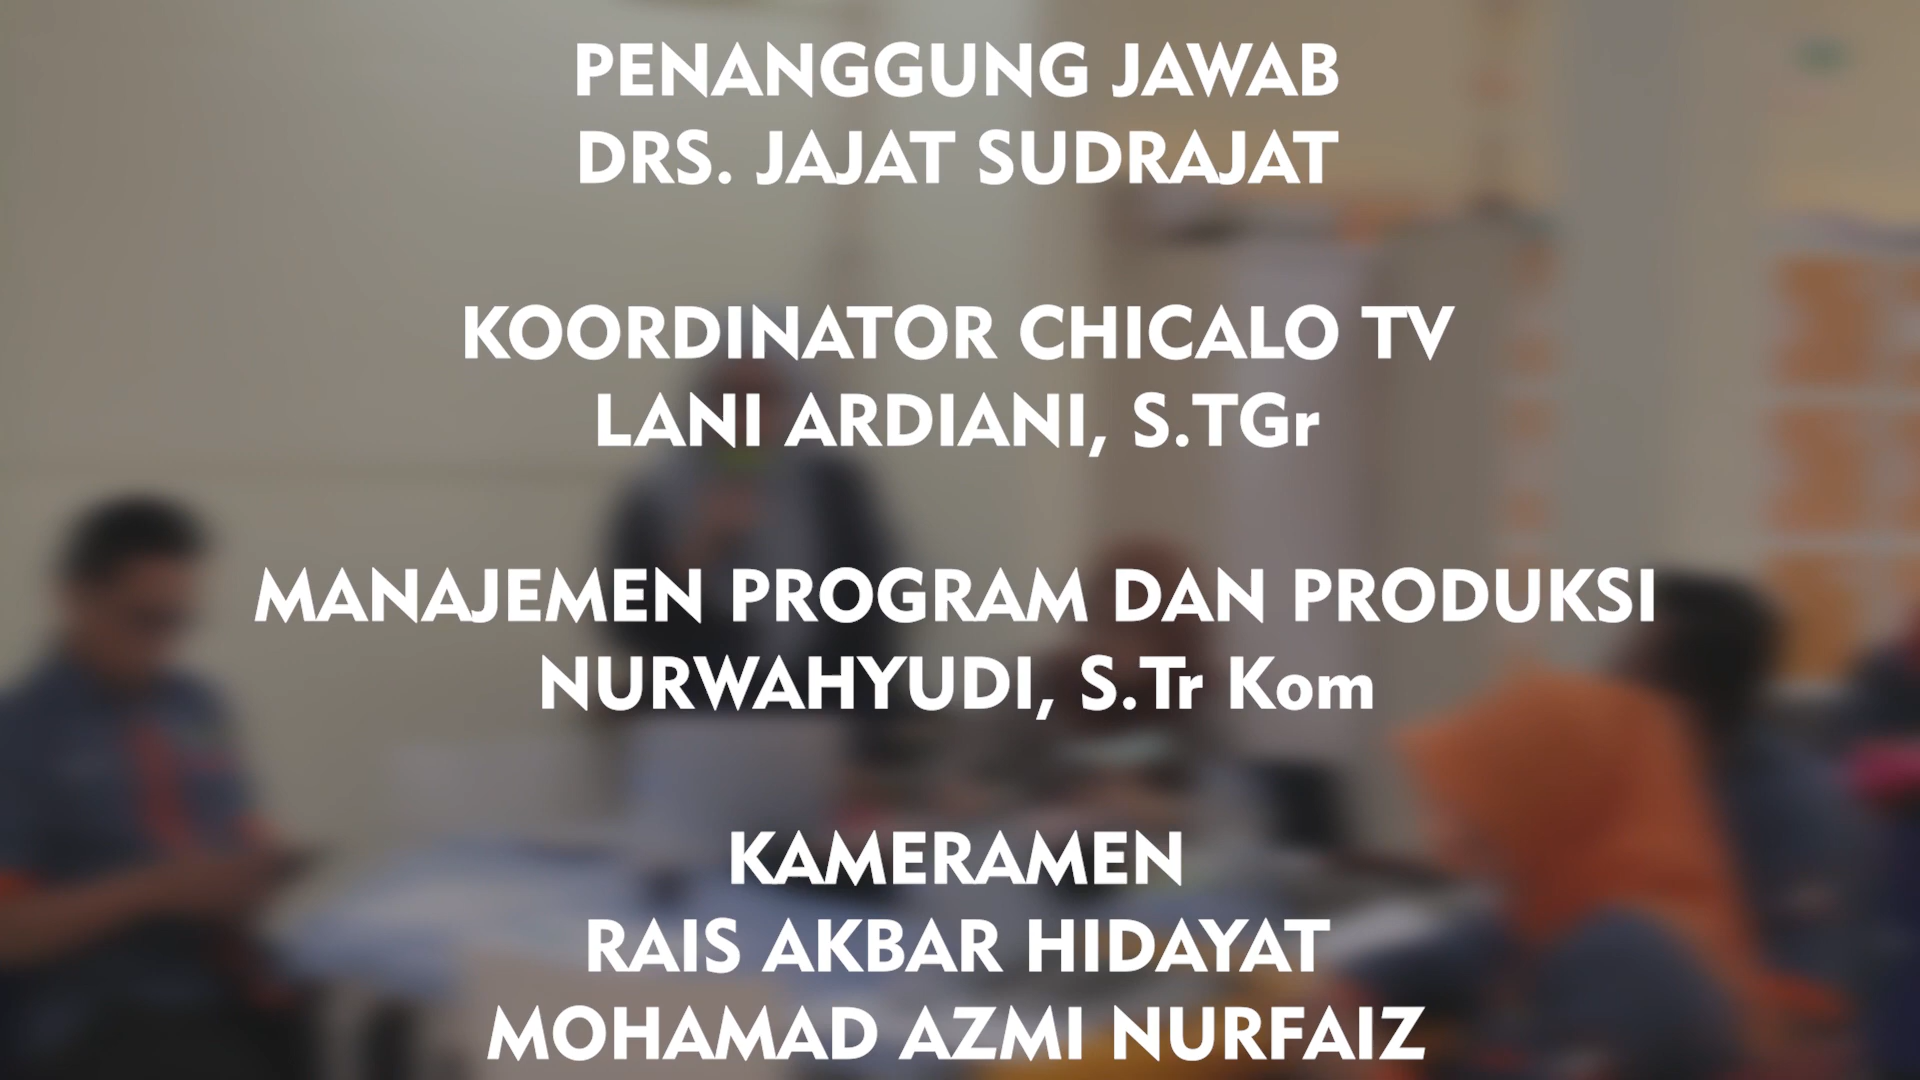 PENANGGUNG JAWAB
DRS. JAJAT SUDRAJAT
KOORDINATOR CHICALO TV
LANI ARDIANI, S.TGr
MANAJEMEN PROGRAM DAN PRODUKSI
NURWAHYUDI, S.Tr Kom
KAMERAMEN
RAIS AKBAR HIDAYAT
MOHAMAD AZMI NURFAIZ